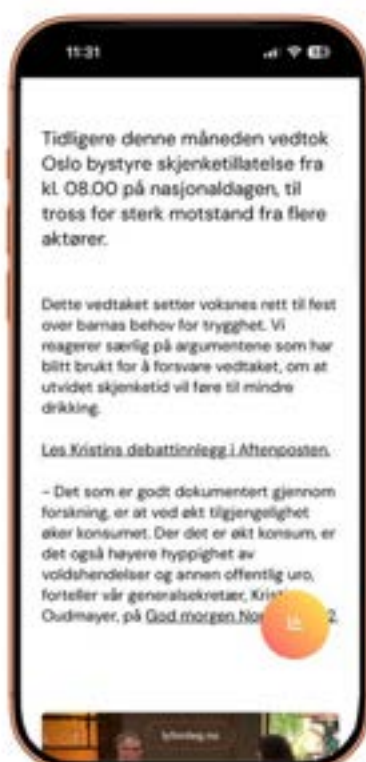 11:31
Tidligere denne måneden vedtok
Oslo bystyre skjenketillatelse fra
kl. 08.00 på nasjonaldagen, til
tross for sterk motstand fra flere
aktører.
Dette vedtaket setter voksnes rett til fest
over barnas behov for trygghet. Vi
reagerer særlig på argumentene som har
blitt brukt for å forsvare vedtaket, om at
utvidet skjenketid vil føre til mindre
drikking.
Les Kristins debattinnlegg i Aftenposten.
– Det som er godt dokumentert gjennom
forskning, er at ved økt tilgjengelighet
øker konsumet. Der det er økt konsum, er
det også høyere hyppighet av
voldshendelser og annen offentlig uro,
forteller vår generalsekretær,
Oudmayer, på God morgen